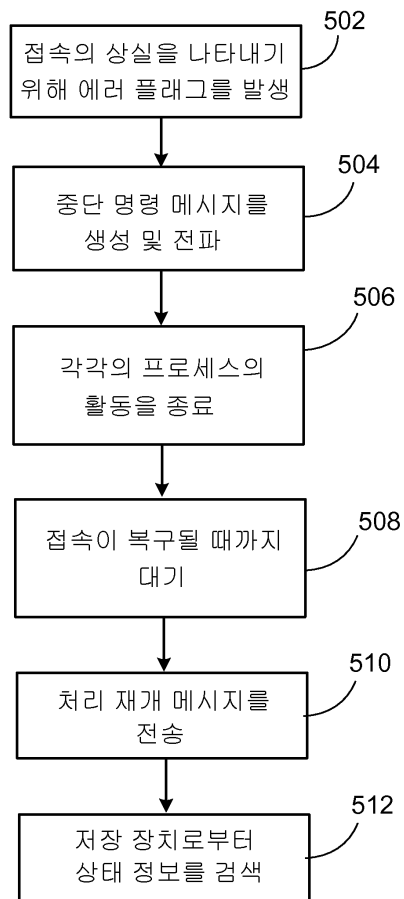 502
접속의 상실을 나타내기
위해 에러 플래그를 발생
504
중단 명령 메시지를
생성 및 전파
506
각각의 프로세스의
활동을 종료
508
접속이 복구될 때까지
대기
510
처리 재개 메시지를
전송
512
저장 장치로부터
상태 정보를 검색